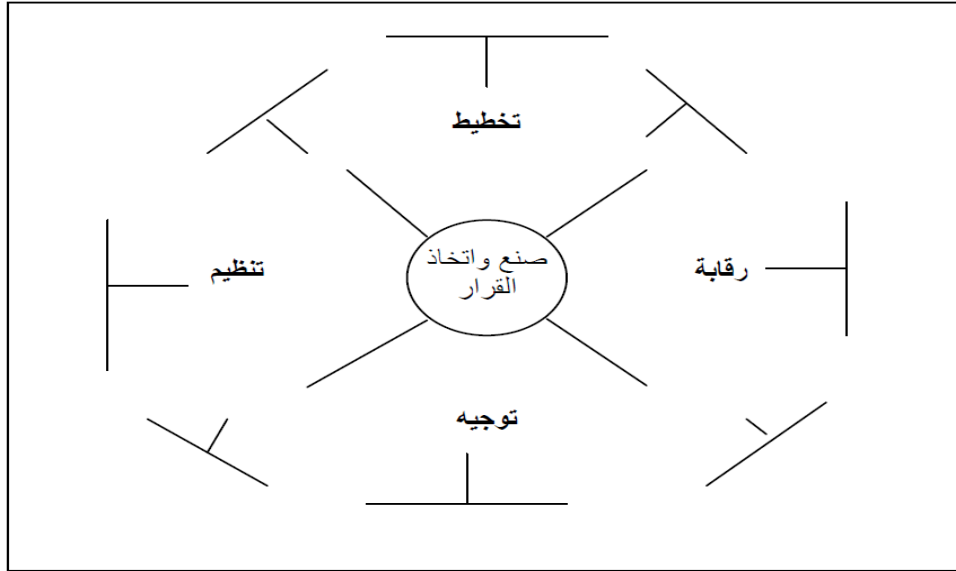 تخطيط
صنع واتخاذ
القرار
رقابة
تنظيم
توجيه